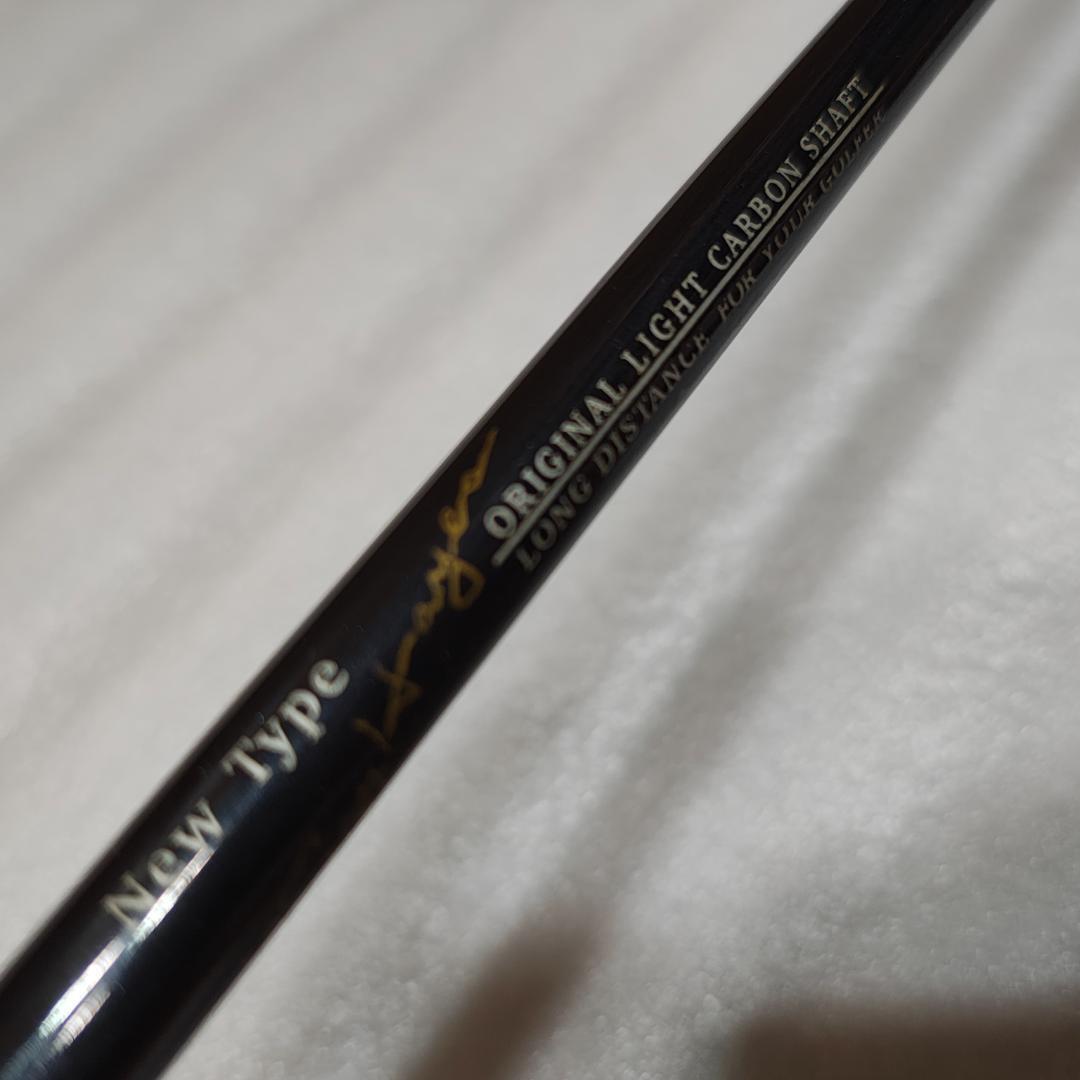 New Type
ORIGINAL LIGHT CARBON SHAFT
LONG DISTANCE FOR YOUR GOLFER